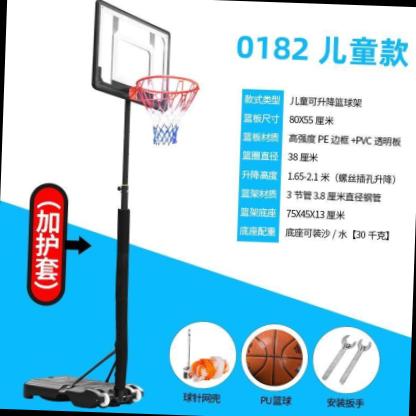 0182 儿童款
款式类型 儿童可升降篮球架
篮板尺寸 80X55 厘米
篮板材质 高强度 PE 边框 +PVC 透明板
篮圈直径 38 厘米
升降高度 1.65-2.1 米（螺丝插孔升降）
篮架材质 3 节管 3.8 厘米直径钢管
篮架底座 75X45X13 厘米
底座配重 底座可装沙 / 水【30 千克】
（加护套）
球针网兜
PU篮球
安装扳手